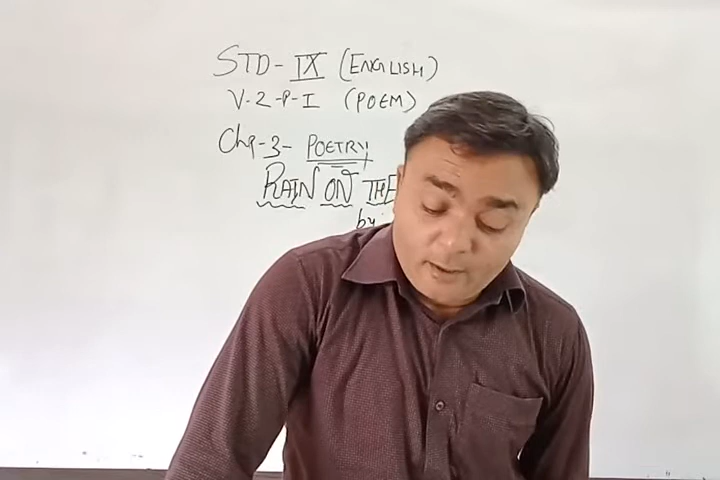 STD- IX (ENGLISH)
V-2-P-I (POEM)
Chp-3- POETRY
RAIN ON THE
by